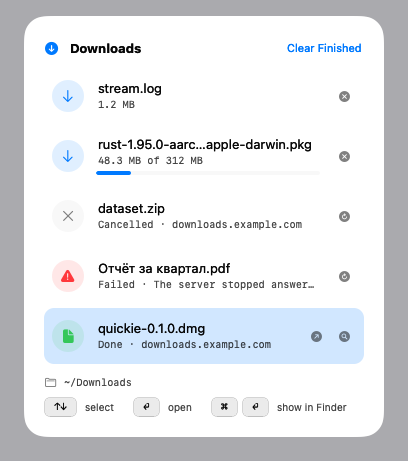 Downloads
Clear Finished
stream.log
1.2 MB
rust-1.95.0-aarc...apple-darwin.pkg
48.3 MB of 312 MB
dataset.zip
Cancelled · downloads.example.com
Отчёт за квартал.pdf
Failed · The server stopped answer…
quickie-0.1.0.dmg
Done · downloads.example.com
~/Downloads
↑↓ select ↵ open ⌘ ↵ show in Finder